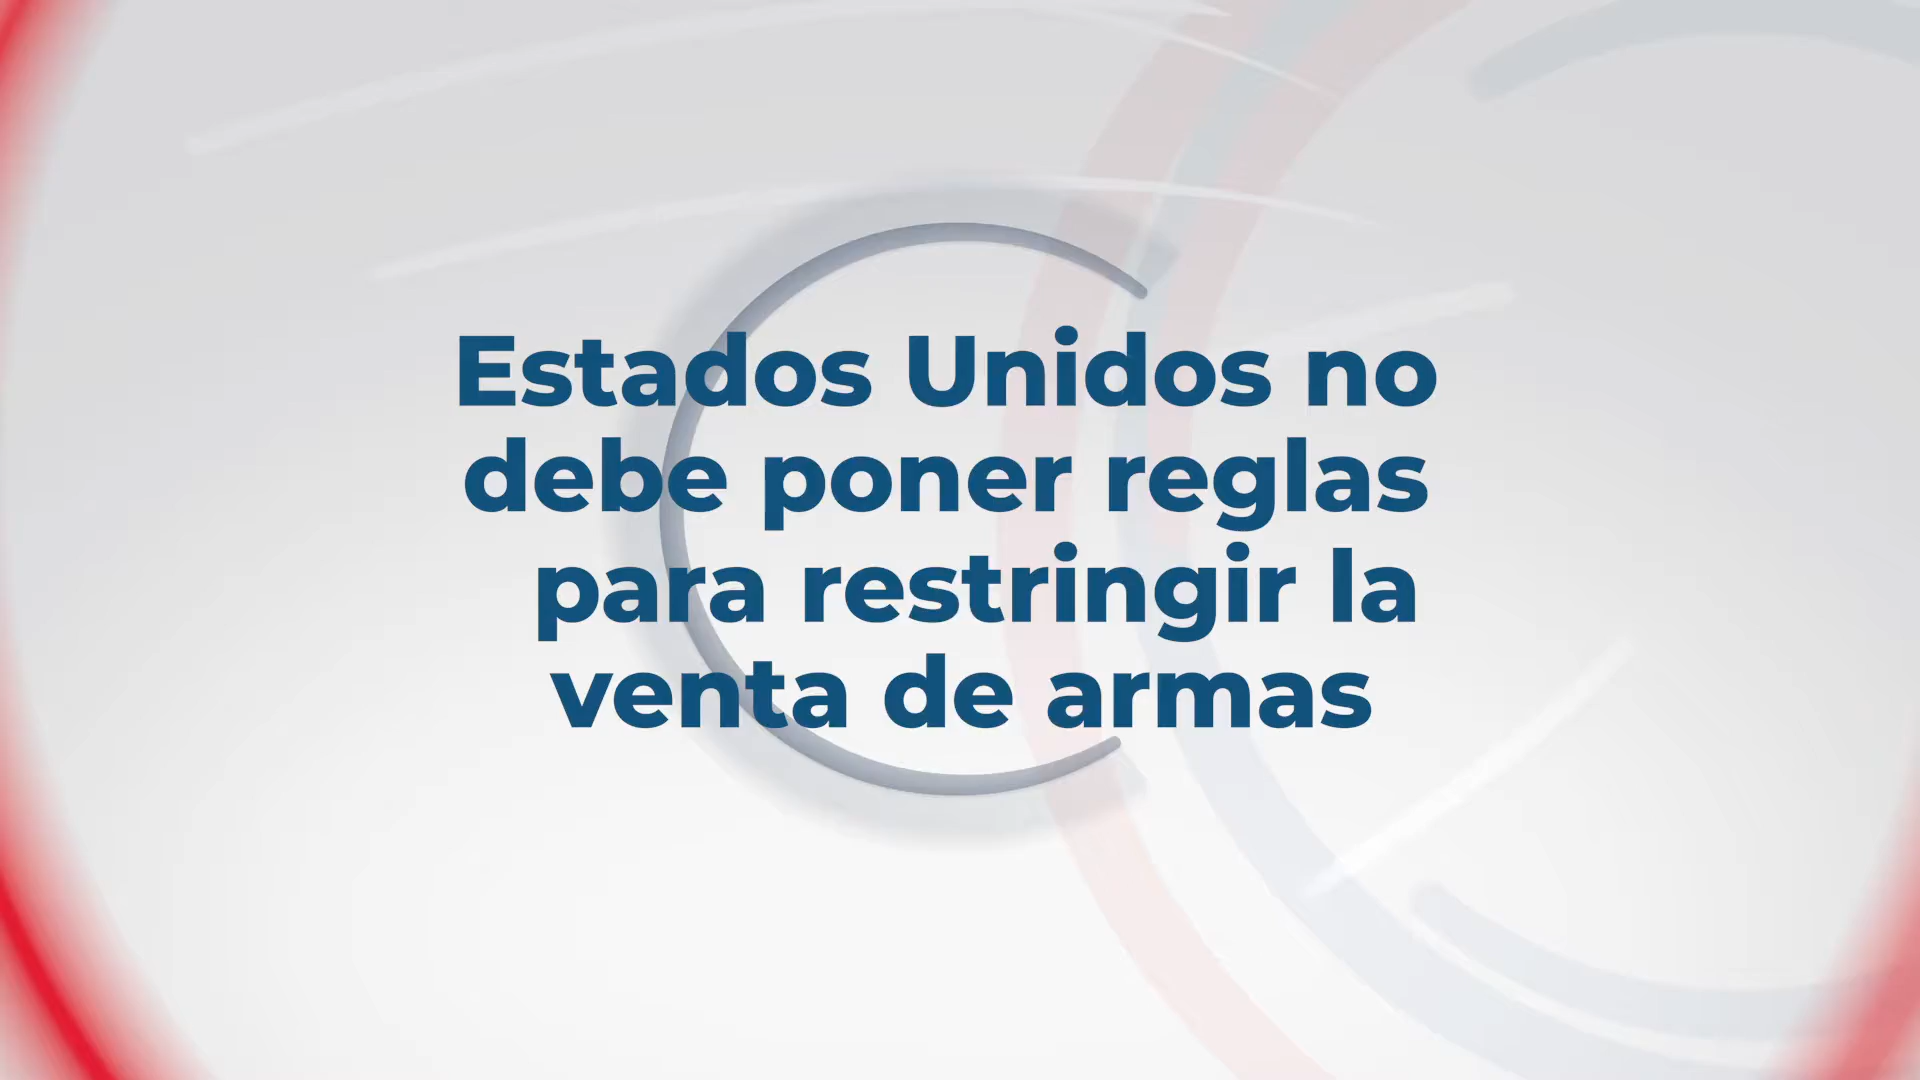 Estados Unidos no
debe poner reglas
para restringir la
venta de armas